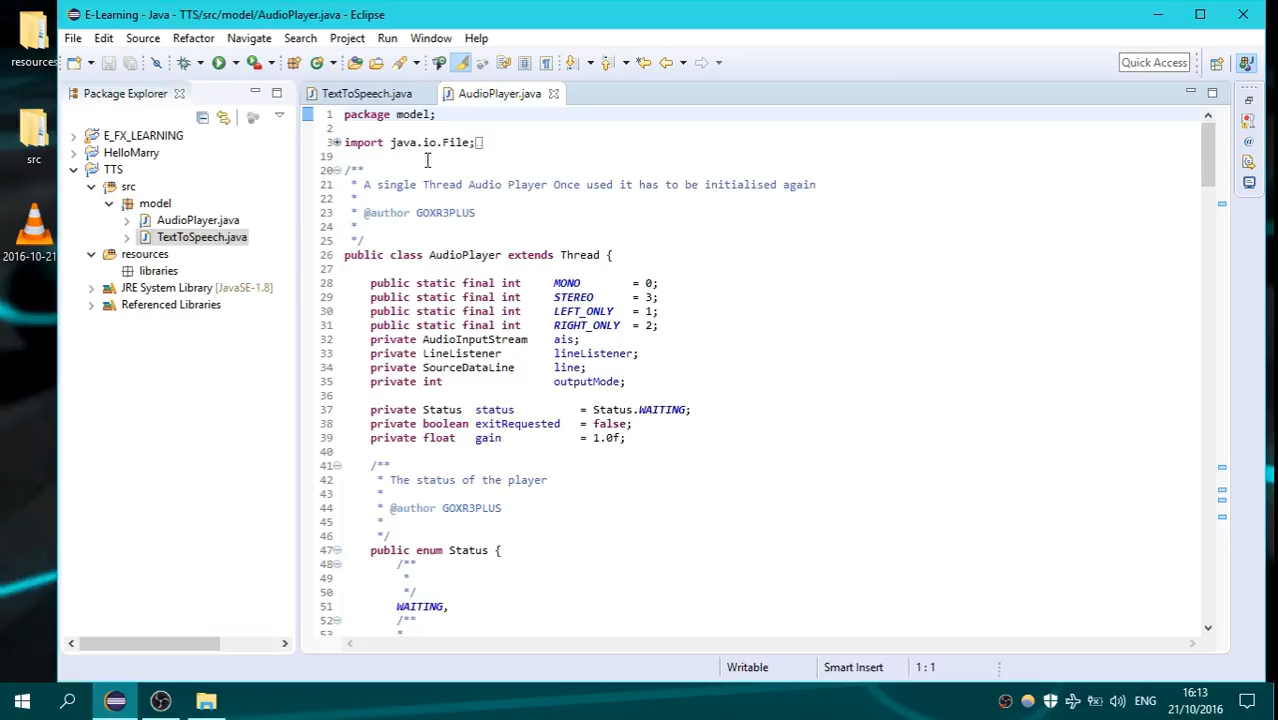 resources
src
2016-10-21
E-Learning - Java - TTS/src/model/AudioPlayer.java - Eclipse
File Edit Source Refactor Navigate Search Project Run Window Help
Quick Access
Package Explorer
E_FX_LEARNING
HelloMarry
TTS
src
model
AudioPlayer.java
TextToSpeech.java
resources
libraries
JRE System Library [JavaSE-1.8]
Referenced Libraries
TextToSpeech.java AudioPlayer.java
1 package model;
2
3 import java.io.File;
19
20 /**
21 * A single Thread Audio Player Once used it has to be initialised again
22 *
23 * @author GOXR3PLUS
24 *
25 */
26 public class AudioPlayer extends Thread {
27
28 public static final int MONO = 0;
29 public static final int STEREO = 3;
30 public static final int LEFT_ONLY = 1;
31 public static final int RIGHT_ONLY = 2;
32 private AudioInputStream ais;
33 private LineListener lineListener;
34 private SourceDataLine line;
35 private int outputMode;
36
37 private Status status = Status.WAITING;
38 private boolean exitRequested = false;
39 private float gain = 1.0f;
40
41 /**
42 * The status of the player
43 *
44 * @author GOXR3PLUS
45 *
46 */
47 public enum Status {
48 /**
49 *
50 */
51 WAITING,
52 /**
53 *
Writable Smart Insert 1 : 1
ENG
16:13
21/10/2016